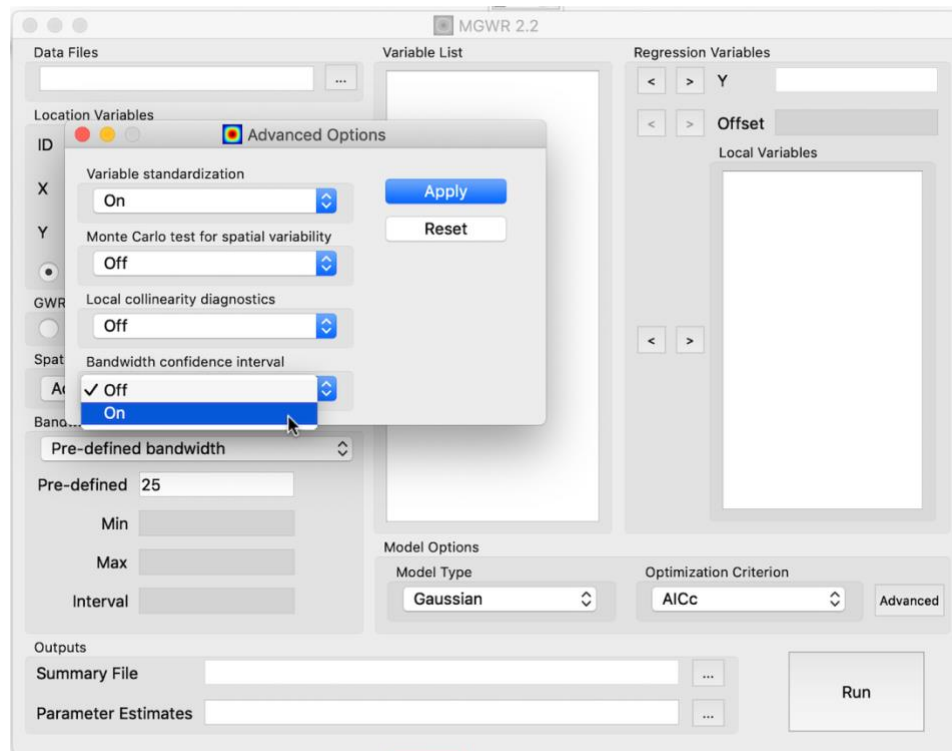 MGWR 2.2
Data Files
...
Variable List
Regression Variables
< > Y
< > Offset
Local Variables
< >
Location Variables
ID
X
Y
GWR
Spat
Advanced Options
Variable standardization
On
Apply
Monte Carlo test for spatial variability
Off
Reset
Local collinearity diagnostics
Off
Bandwidth confidence interval
✓ Off
On
Pre-defined bandwidth
Pre-defined 25
Min
Max
Interval
Model Options
Model Type
Gaussian
Optimization Criterion
AICc
Advanced
Outputs
Summary File
...
Parameter Estimates
...
Run